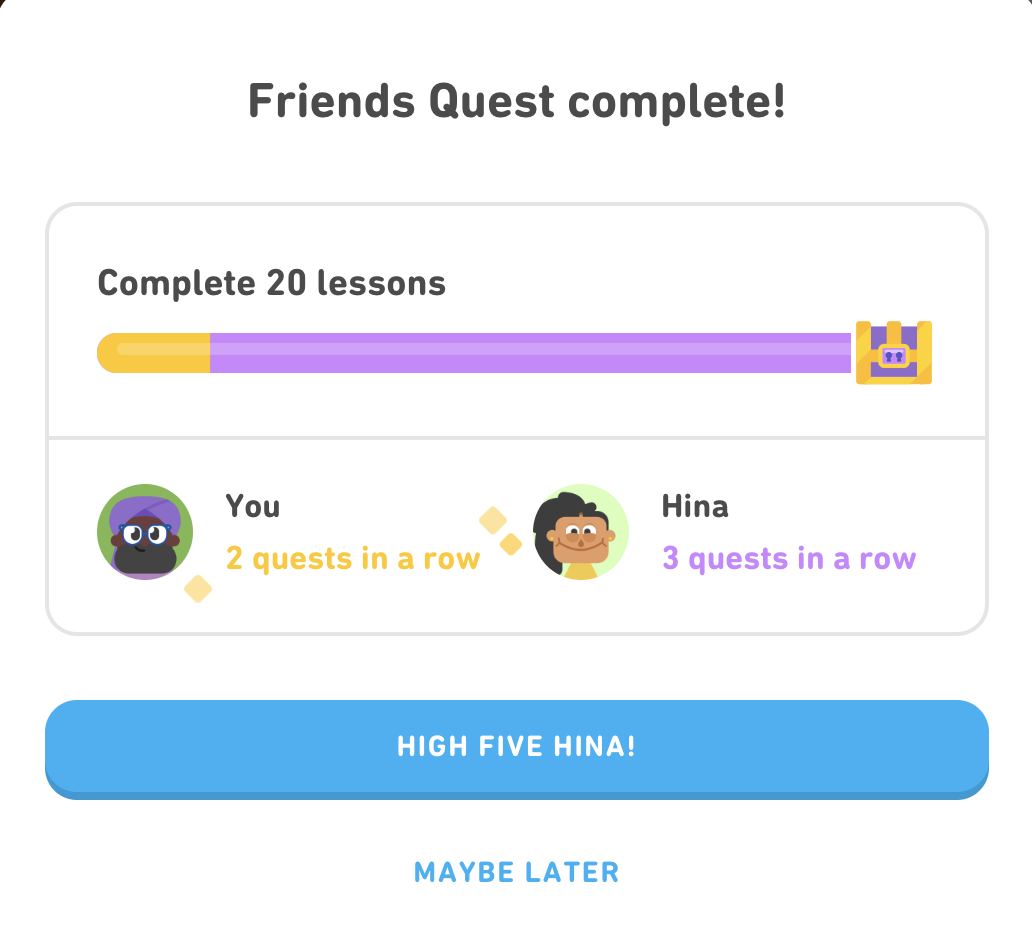 Friends Quest complete!
Complete 20 lessons
You
2 quests in a row
Hina
3 quests in a row
HIGH FIVE HINA!
MAYBE LATER